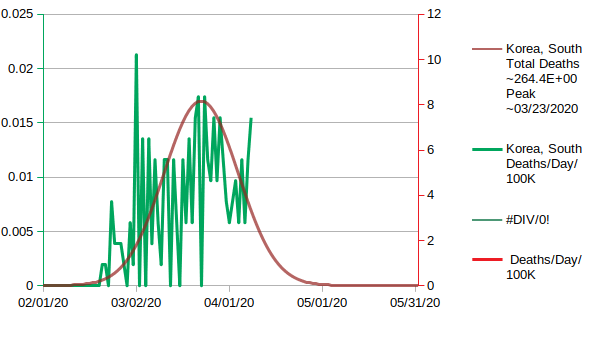 0.025
0.02
0.015
0.01
0.005
0
12
10
8
6
4
2
0
02/01/20 03/02/20 04/01/20 05/01/20 05/31/20
Korea, South
Total Deaths
~264.4E+00
Peak
~03/23/2020
Korea, South
Deaths/Day/
100K
#DIV/0!
Deaths/Day/
100K